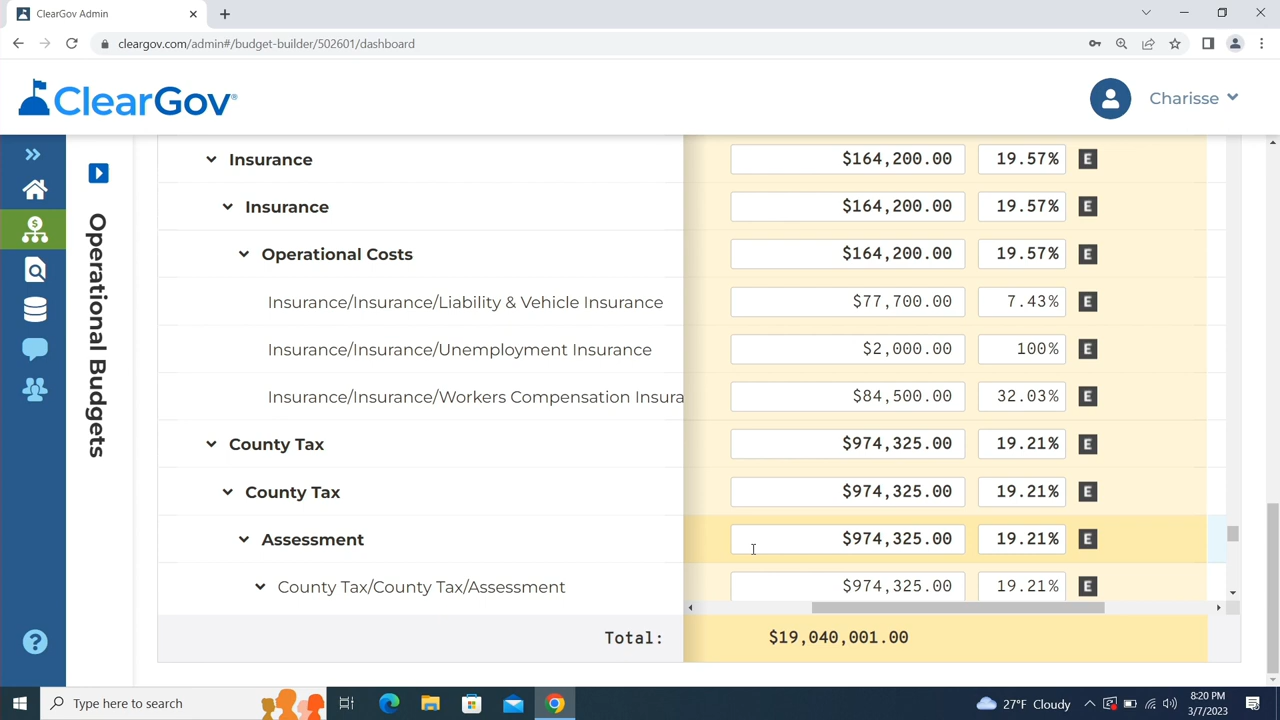 ClearGov Admin
cleargov.com/admin#/budget-builder/502601/dashboard
ClearGov®
Charisse
Operational Budgets
Insurance $164,200.00 19.57% E
Insurance $164,200.00 19.57% E
Operational Costs $164,200.00 19.57% E
Insurance/Insurance/Liability & Vehicle Insurance $77,700.00 7.43% E
Insurance/Insurance/Unemployment Insurance $2,000.00 100% E
Insurance/Insurance/Workers Compensation Insura $84,500.00 32.03% E
County Tax $974,325.00 19.21% E
County Tax $974,325.00 19.21% E
Assessment $974,325.00 19.21% E
County Tax/County Tax/Assessment $974,325.00 19.21% E
Total: $19,040,001.00
Type here to search
27°F Cloudy
8:20 PM
3/7/2023